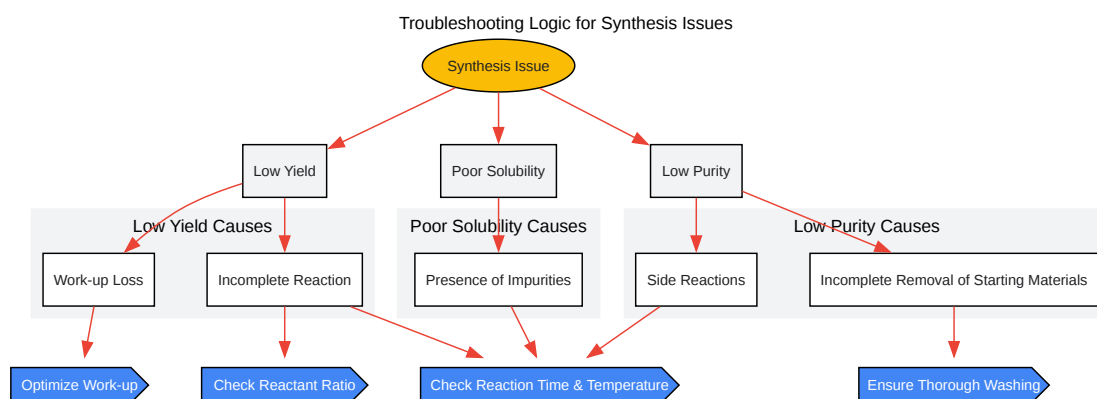 Troubleshooting Logic for Synthesis Issues
Synthesis Issue
Low Yield
Poor Solubility
Low Purity
Low Yield Causes
Poor Solubility Causes
Low Purity Causes
Work-up Loss
Incomplete Reaction
Presence of Impurities
Side Reactions
Incomplete Removal of Starting Materials
Optimize Work-up
Check Reactant Ratio
Check Reaction Time & Temperature
Ensure Thorough Washing